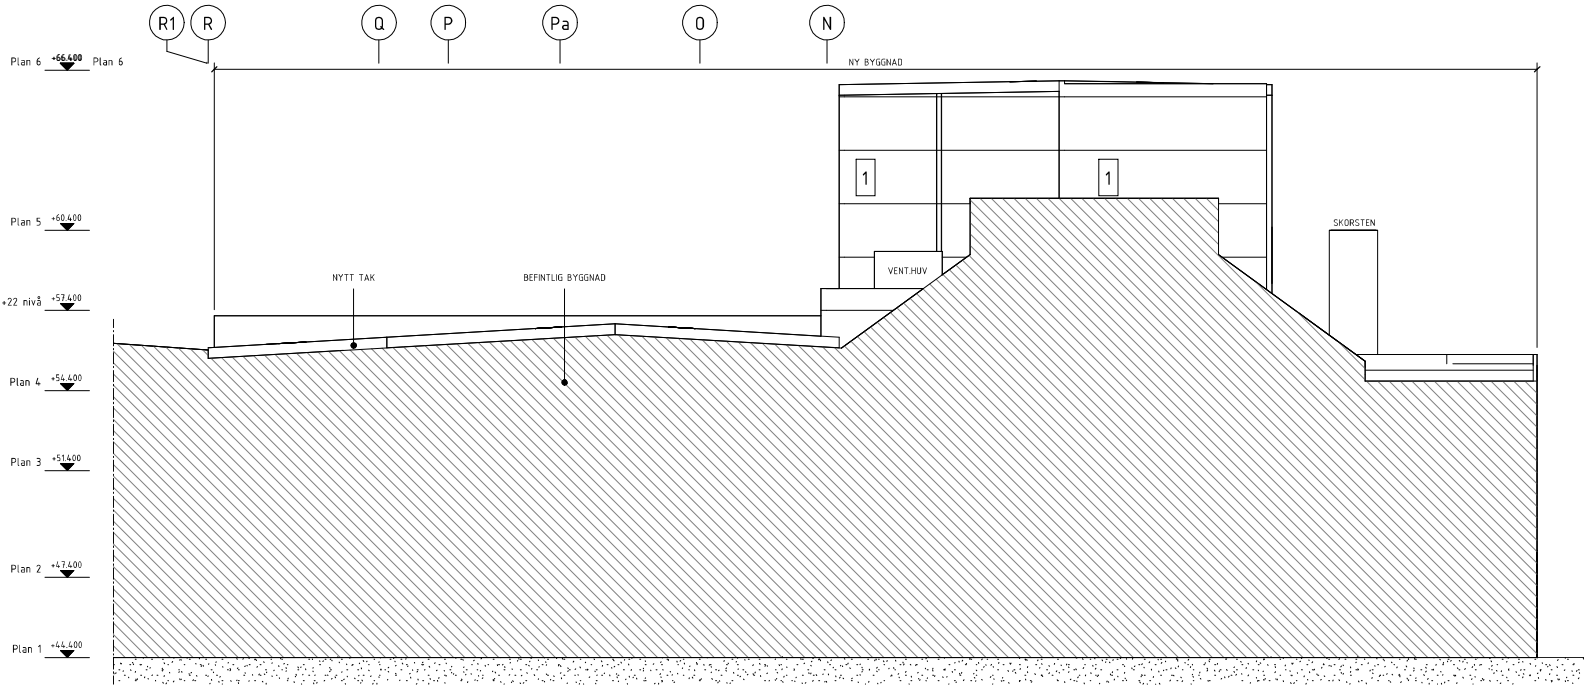 R1 R Q P Pa O N
Plan 6 +66.400 Plan 6
NY BYGGNAD
1 1
Plan 5 +60.400
SKORSTEN
VENT.HUV
NYTT TAK BEFINTLIG BYGGNAD
+22 nivå +57.400
Plan 4 +54.400
Plan 3 +51.400
Plan 2 +47.400
Plan 1 +44.400